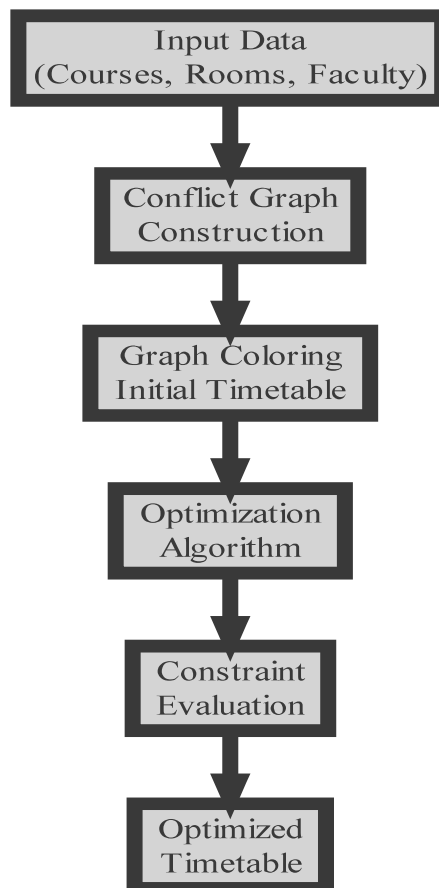 Input Data
(Courses, Rooms, Faculty)
Conflict Graph
Construction
Graph Coloring
Initial Timetable
Optimization
Algorithm
Constraint
Evaluation
Optimized
Timetable